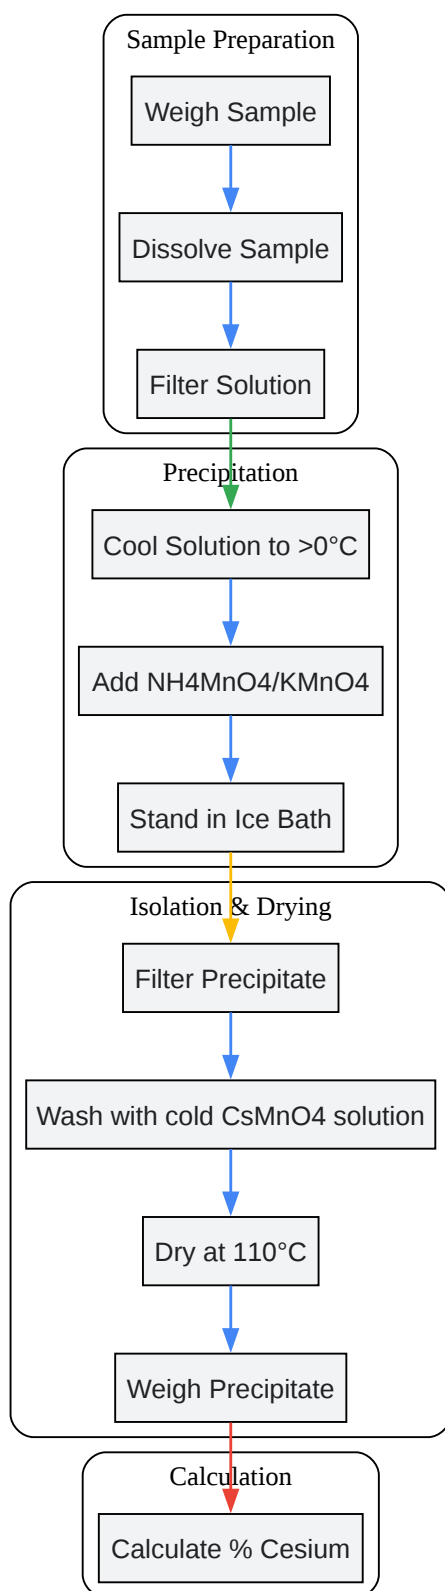 Sample Preparation
Weigh Sample
Dissolve Sample
Filter Solution
Precipitation
Cool Solution to >0°C
Add NH4MnO4/KMnO4
Stand in Ice Bath
Isolation & Drying
Filter Precipitate
Wash with cold CsMnO4 solution
Dry at 110°C
Weigh Precipitate
Calculation
Calculate % Cesium